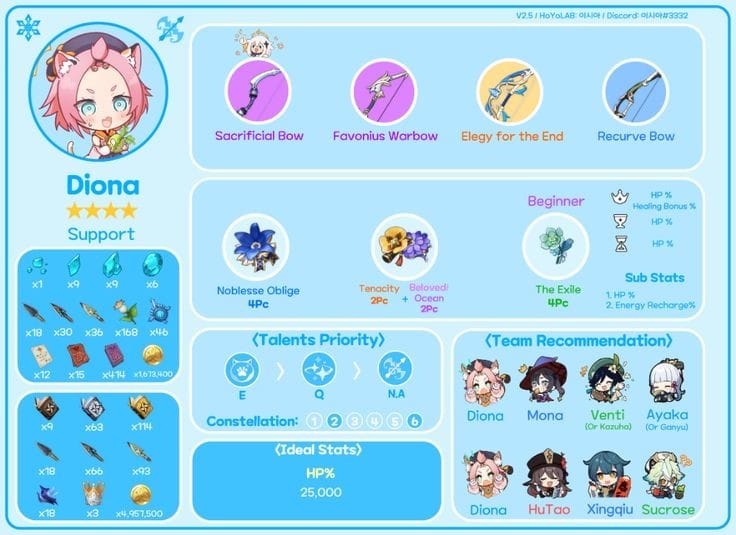 V2.5 / HoYoLAB: 이시아 / Discord: 이시아#3332
Diona
Support
x1 x9 x9 x6
x18 x30 x36 x168 x46
x12 x15 x414 x1,673,400
x9 x63 x114
x18 x66 x93
x18 x3 x4,957,500
Sacrificial Bow
Favonius Warbow
Elegy for the End
Recurve Bow
Noblesse Oblige
4Pc
Tenacity
2Pc
+
Beloved!
Ocean
2Pc
Beginner
The Exile
4Pc
HP %
Healing Bonus %
HP %
HP %
Sub Stats
1. HP %
2. Energy Recharge%
<Talents Priority>
E > Q > N.A
Constellation: 1 2 3 4 5 6
<Ideal Stats>
HP%
25,000
<Team Recommendation>
Diona Mona Venti Ayaka
(Or Kazuha) (Or Ganyu)
Diona HuTao Xingqiu Sucrose